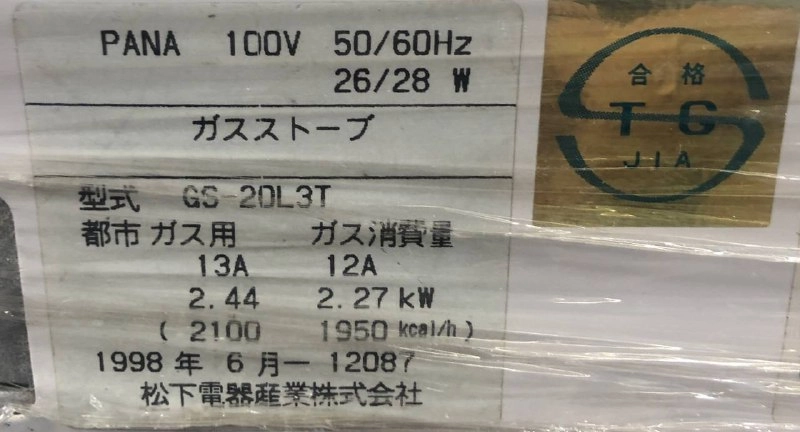 PANA 100V 50/60Hz
26/28 W
ガスストーブ
型式 GS-20L3T
都市ガス用 ガス消費量
13A 12A
2.44 2.27 kW
( 2100 1950 kcal/h )
1998 年 6 月ー 12087
松下電器産業株式会社
合格
TG
JIA